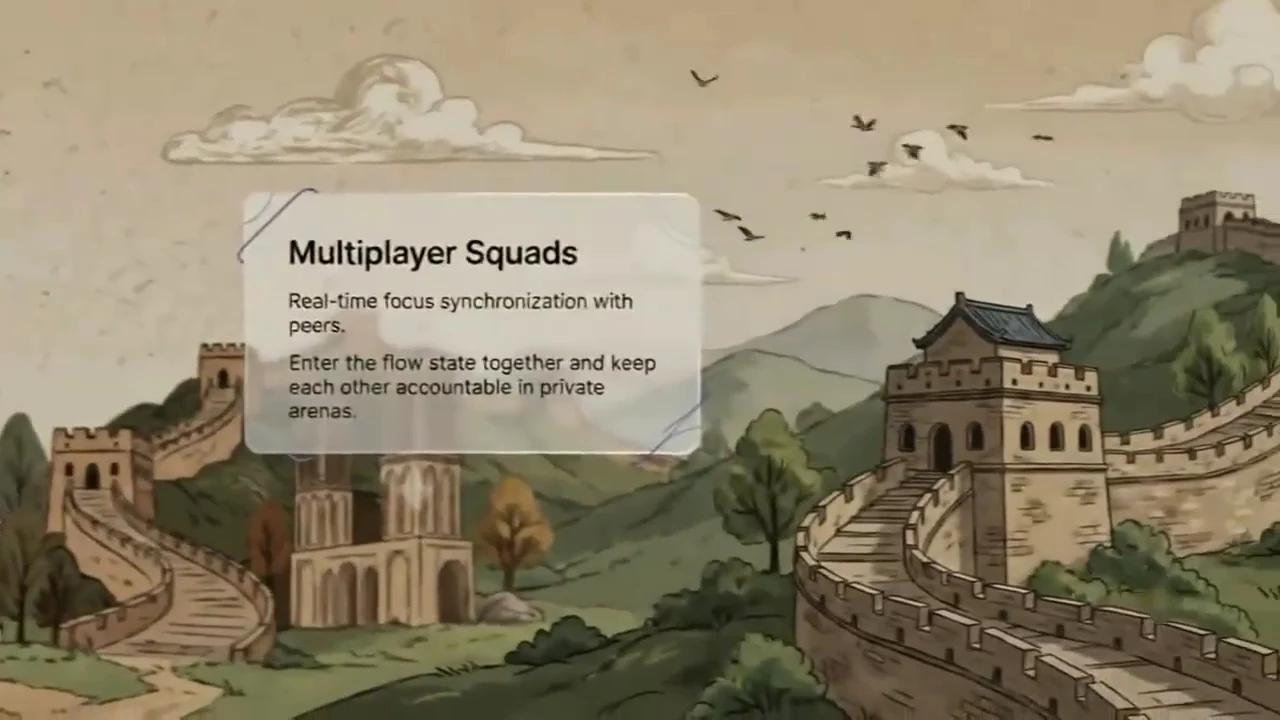 Multiplayer Squads
Real-time focus synchronization with
peers.
Enter the flow state together and keep
each other accountable in private
arenas.